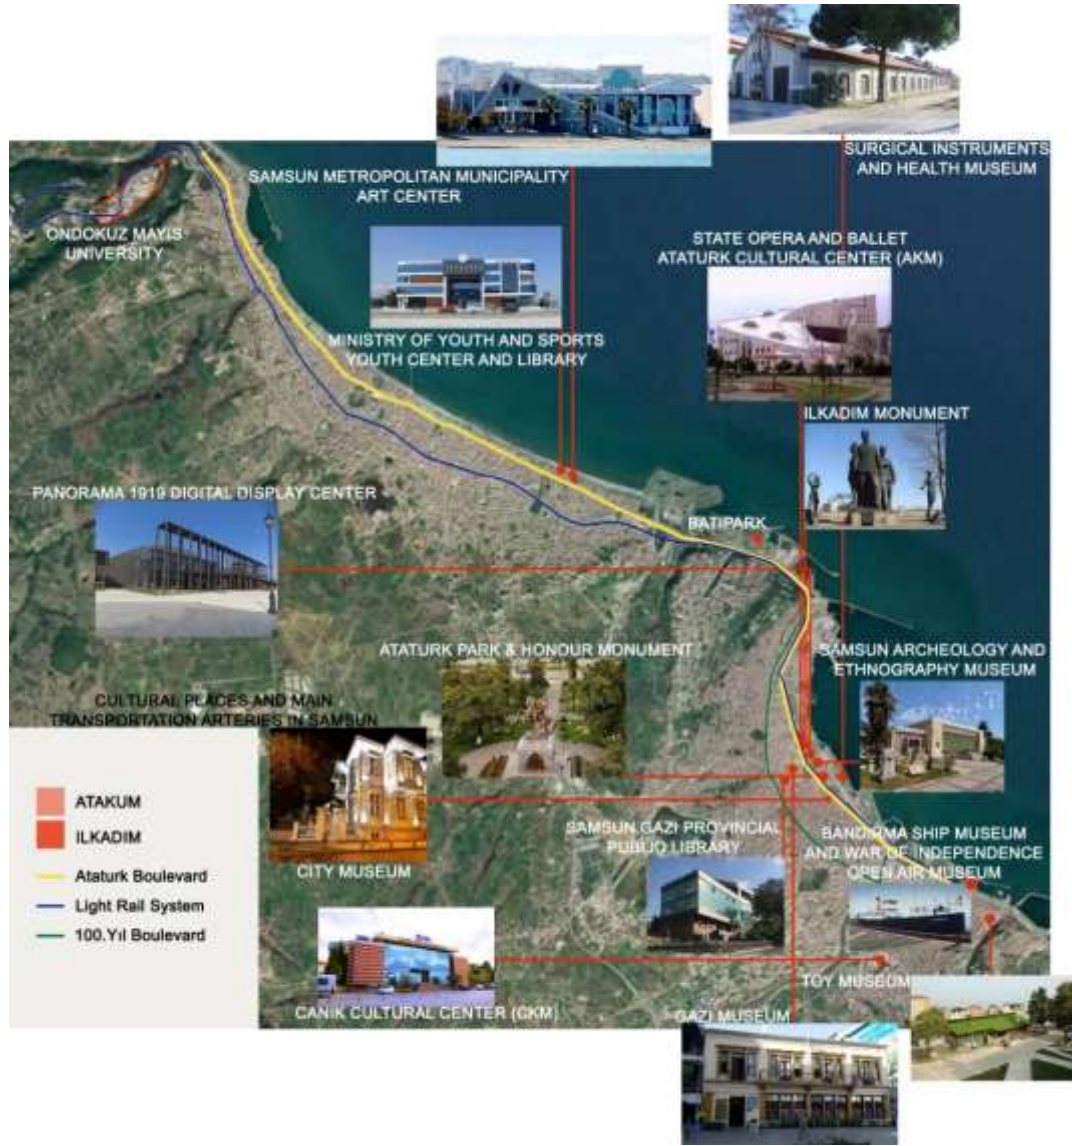 SURGICAL INSTRUMENTS
AND HEALTH MUSEUM
SAMSUN METROPOLITAN MUNICIPALITY
ART CENTER
ONDOKUZ MAYIS
UNIVERSITY
STATE OPERA AND BALLET
ATATURK CULTURAL CENTER (AKM)
MINISTRY OF YOUTH AND SPORTS
YOUTH CENTER AND LIBRARY
ILKADIM MONUMENT
PANORAMA 1919 DIGITAL DISPLAY CENTER
BATIPARK
ATATURK PARK & HONOUR MONUMENT
SAMSUN ARCHEOLOGY AND
ETHNOGRAPHY MUSEUM
CULTURAL PLACES AND MAIN
TRANSPORTATION ARTERIES IN SAMSUN
ATAKUM
ILKADIM
Ataturk Boulevard
Light Rail System
100.Yıl Boulevard
CITY MUSEUM
SAMSUN GAZI PROVINCIAL
PUBLIC LIBRARY
BANDIRMA SHIP MUSEUM
AND WAR OF INDEPENDENCE
OPEN AIR MUSEUM
TOY MUSEUM
CANIK CULTURAL CENTER (CKM)
GAZI MUSEUM